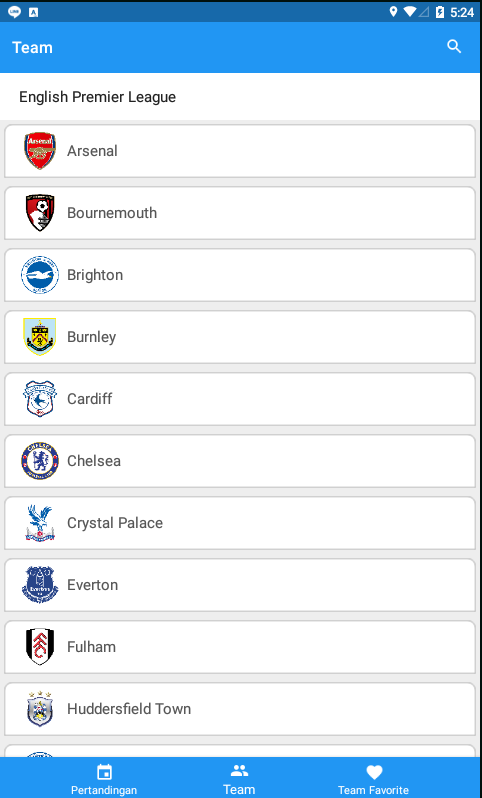 5:24
Team
English Premier League
Arsenal
Arsenal
Bournemouth
Brighton
Burnley
Cardiff
Chelsea
Crystal Palace
Everton
Fulham
Huddersfield Town
Pertandingan
Team
Team Favorite